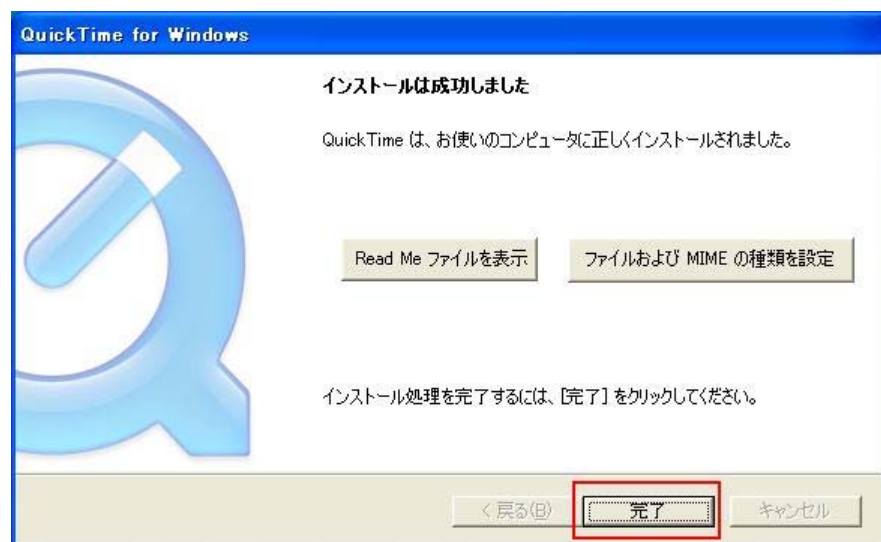 QuickTime for Windows
インストールは成功しました
QuickTime は、お使いのコンピュータに正しくインストールされました。
Read Me ファイルを表示
ファイルおよび MIME の種類を設定
インストール処理を完了するには、[完了] をクリックしてください。
< 戻る(B)
完了
キャンセル